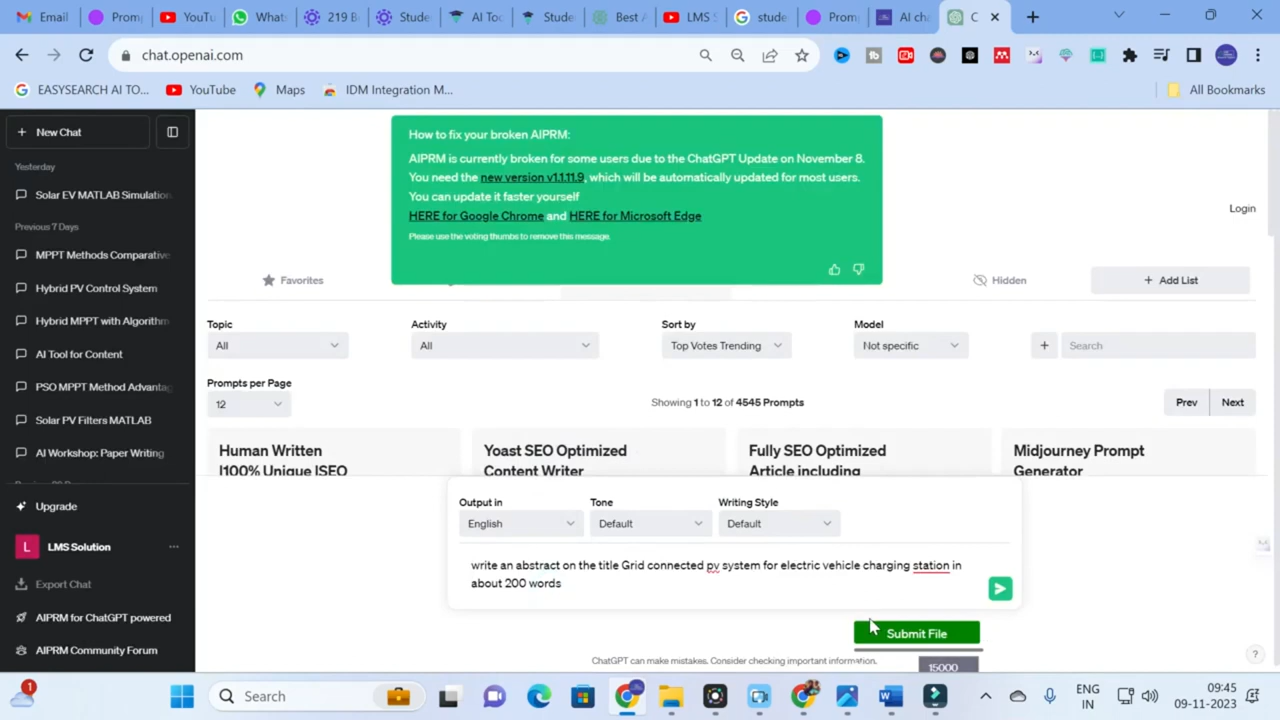 Email
Promp
YouTu
Whats
219 B
Stude
AI Too
Stude
Best A
LMS S
stude
Promp
AI cha
C
chat.openai.com
EASYSEARCH AI TO...
YouTube
Maps
IDM Integration M...
All Bookmarks
New Chat
Yesterday
Solar EV MATLAB Simulation
Previous 7 Days
MPPT Methods Comparative
Hybrid PV Control System
Hybrid MPPT with Algorithm
AI Tool for Content
PSO MPPT Method Advantag
Solar PV Filters MATLAB
AI Workshop: Paper Writing
Upgrade
L LMS Solution
Export Chat
AIPRM for ChatGPT powered
AIPRM Community Forum
How to fix your broken AIPRM:
AIPRM is currently broken for some users due to the ChatGPT Update on November 8.
You need the new version v1.1.11.9, which will be automatically updated for most users.
You can update it faster yourself
HERE for Google Chrome and HERE for Microsoft Edge
Please use the voting thumbs to remove this message.
Login
Favorites
Hidden
+ Add List
Topic
Activity
Sort by
Model
All
All
Top Votes Trending
Not specific
+
Search
Prompts per Page
12
Showing 1 to 12 of 4545 Prompts
Prev
Next
Human Written
|100% Unique |SEO
Yoast SEO Optimized
Content Writer
Fully SEO Optimized
Article including
Midjourney Prompt
Generator
Output in
Tone
Writing Style
English
Default
Default
write an abstract on the title Grid connected pv system for electric vehicle charging station in
about 200 words
Submit File
ChatGPT can make mistakes. Consider checking important information.
15000
?
1
Search
ENG
IN
09:45
09-11-2023